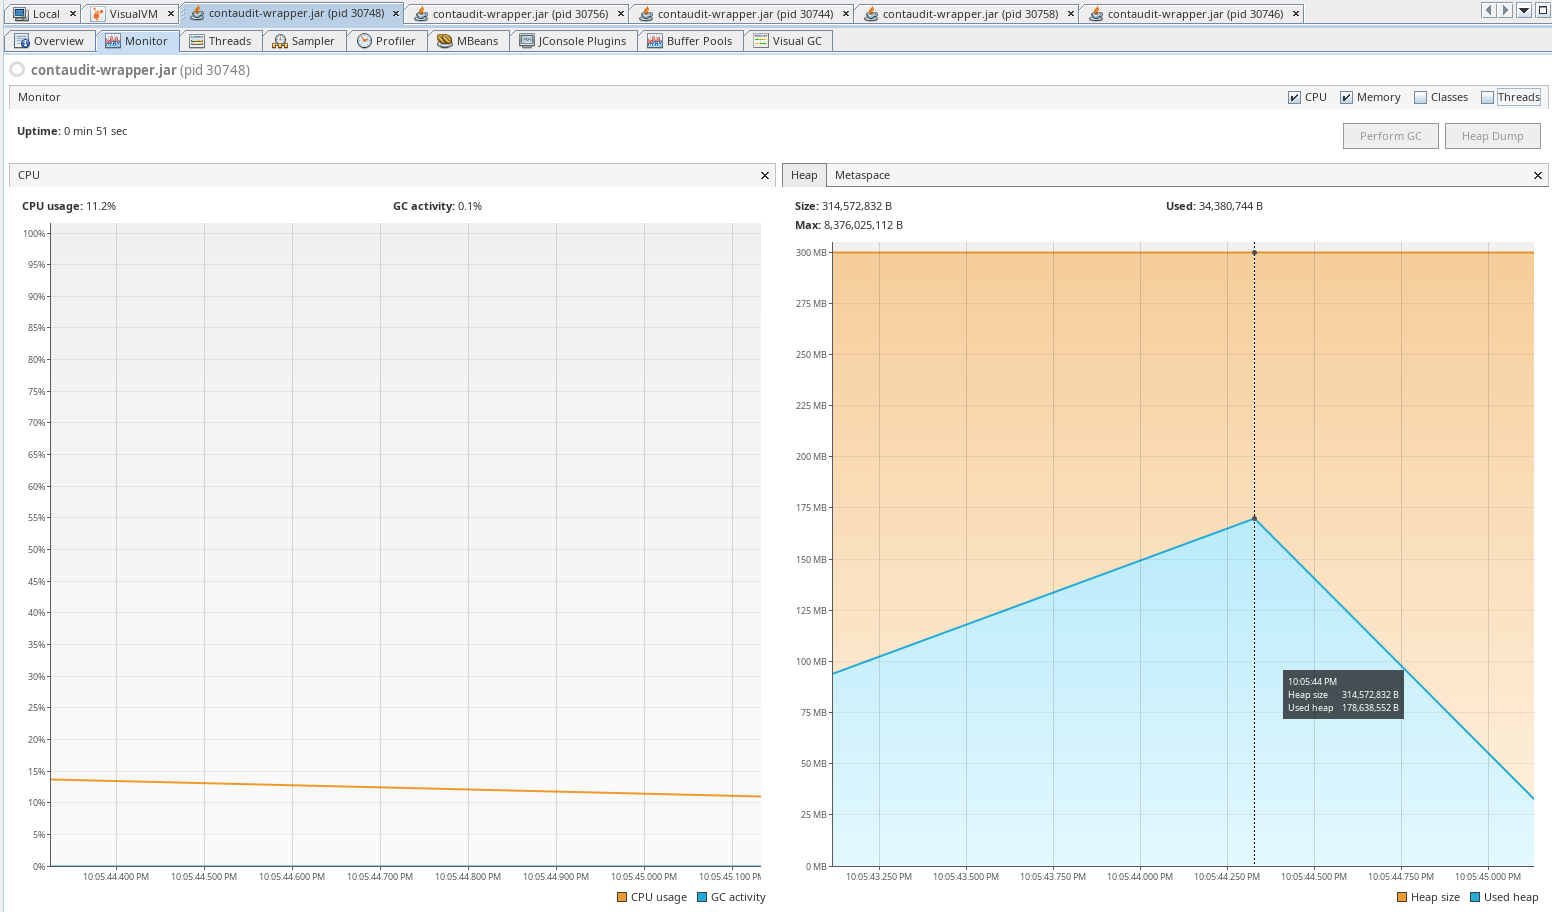 Local VisualVM contaudit-wrapper.jar (pid 30748) contaudit-wrapper.jar (pid 30756) contaudit-wrapper.jar (pid 30744) contaudit-wrapper.jar (pid 30758) contaudit-wrapper.jar (pid 30746)
Overview Monitor Threads Sampler Profiler MBeans JConsole Plugins Buffer Pools Visual GC
contaudit-wrapper.jar (pid 30748)
Monitor CPU Memory Classes Threads
Uptime: 0 min 51 sec
Perform GC Heap Dump
CPU
CPU usage: 11.2% GC activity: 0.1%
100%
95%
90%
85%
80%
75%
70%
65%
60%
55%
50%
45%
40%
35%
30%
25%
20%
15%
10%
5%
0%
10:05:44.400 PM 10:05:44.500 PM 10:05:44.600 PM 10:05:44.700 PM 10:05:44.800 PM 10:05:44.900 PM 10:05:45.000 PM 10:05:45.100 PM
CPU usage GC activity
Heap Metaspace
Size: 314,572,832 B Used: 34,380,744 B
Max: 8,376,025,112 B
300 MB
275 MB
250 MB
225 MB
200 MB
175 MB
150 MB
125 MB
100 MB
75 MB
50 MB
25 MB
0 MB
10:05:44 PM
Heap size 314,572,832 B
Used heap 178,638,552 B
10:05:43.250 PM 10:05:43.500 PM 10:05:43.750 PM 10:05:44.000 PM 10:05:44.250 PM 10:05:44.500 PM 10:05:44.750 PM 10:05:45.000 PM
Heap size Used heap